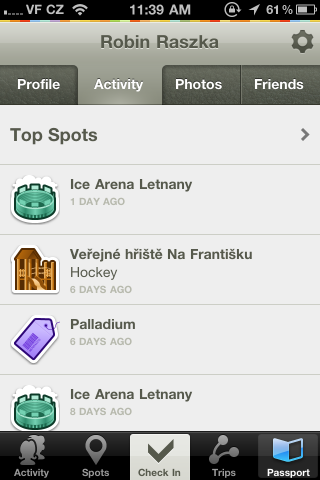 VF CZ 11:39 AM 61%
Robin Raszka
Profile Activity Photos Friends
Top Spots
Ice Arena Letnany
1 DAY AGO
Veřejné hřiště Na Františku
Hockey
6 DAYS AGO
Palladium
6 DAYS AGO
Ice Arena Letnany
8 DAYS AGO
Activity Spots Check In Trips Passport